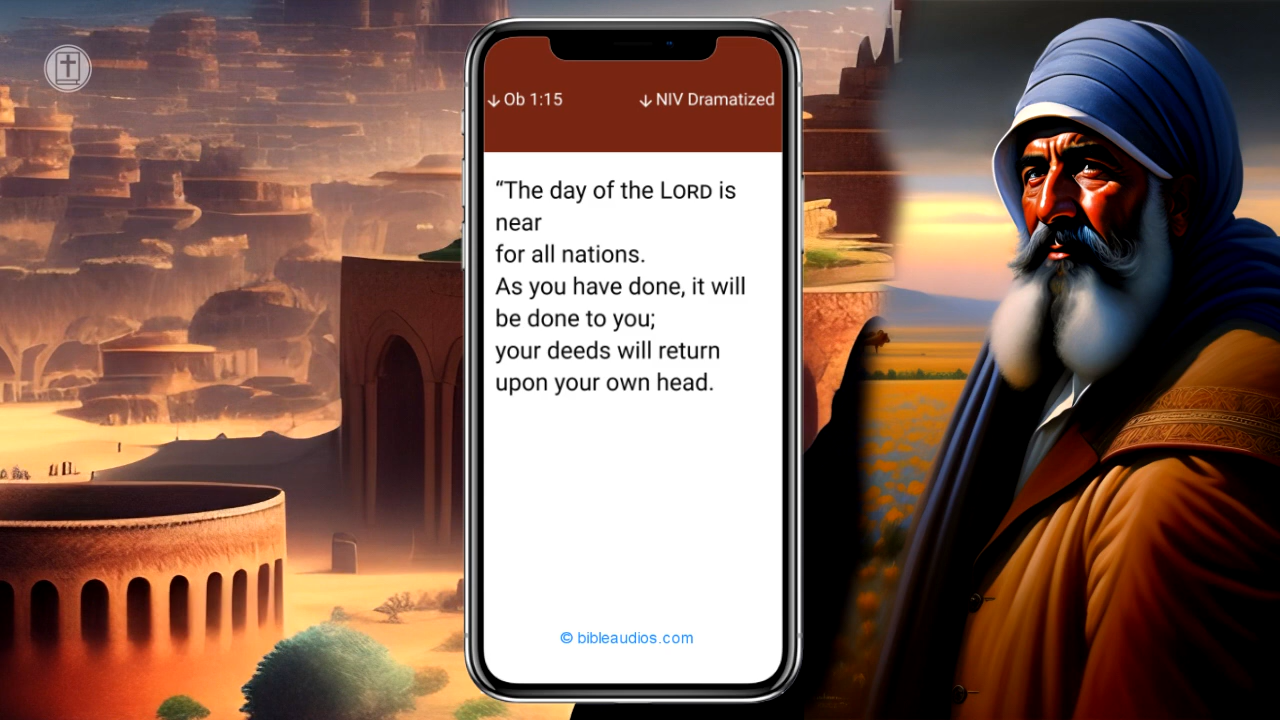 ↓ Ob 1:15
↓ NIV Dramatized
“The day of the LORD is
near
for all nations.
As you have done, it will
be done to you;
your deeds will return
upon your own head.
© bibleaudios.com